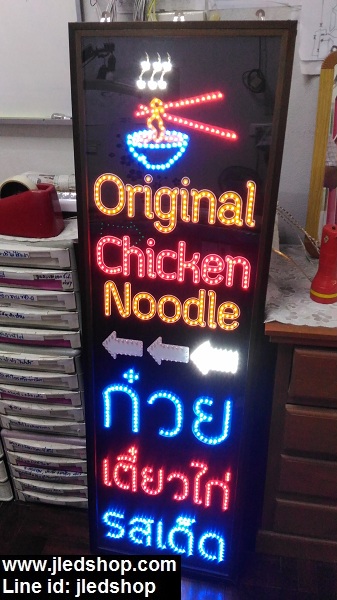 Original
Chicken
Noodle
ก๋วย
เตี๋ยวไก่
รสเด็ด
www.jledshop.com
Line id: jledshop